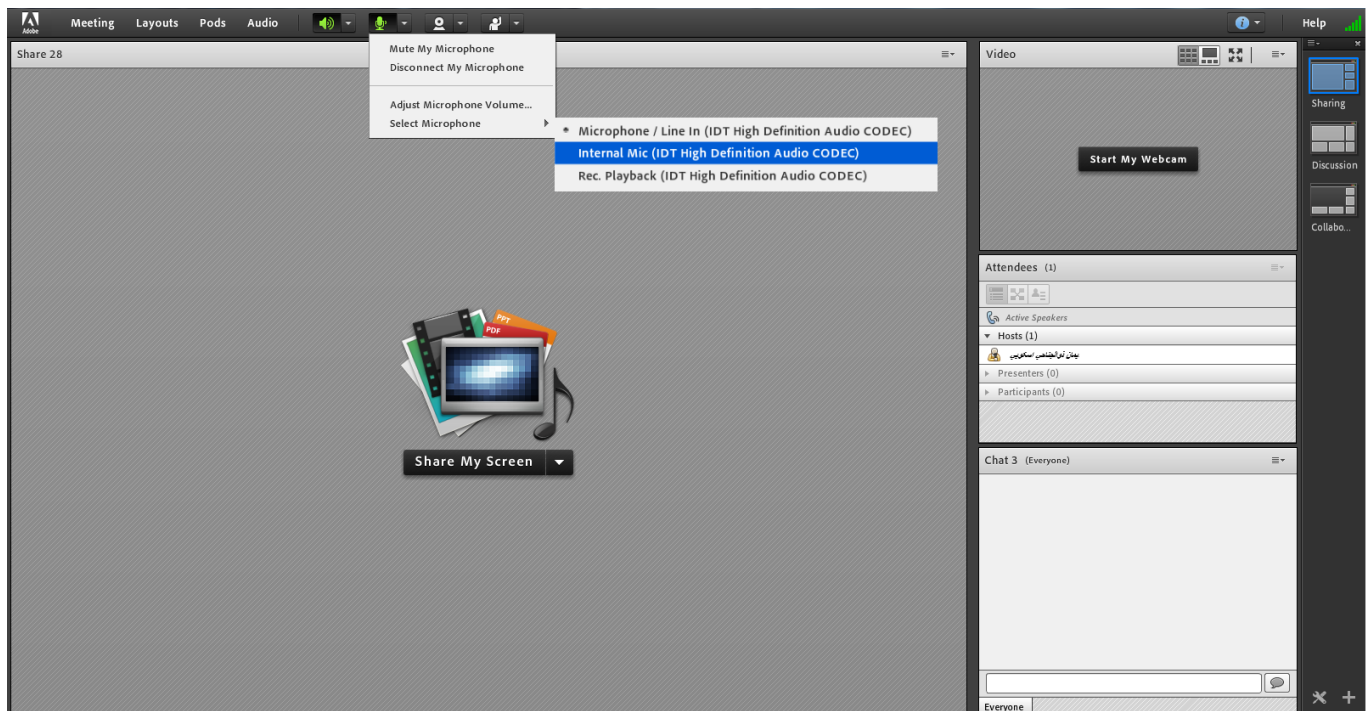 Adobe
Meeting Layouts Pods Audio
Help
Share 28
Mute My Microphone
Disconnect My Microphone
Adjust Microphone Volume...
Select Microphone
Microphone / Line In (IDT High Definition Audio CODEC)
Internal Mic (IDT High Definition Audio CODEC)
Rec. Playback (IDT High Definition Audio CODEC)
PPT
PDF
Share My Screen
Video
Start My Webcam
Attendees (1)
Active Speakers
Hosts (1)
Presenters (0)
Participants (0)
Chat 3 (Everyone)
Everyone
Sharing
Discussion
Collabo...